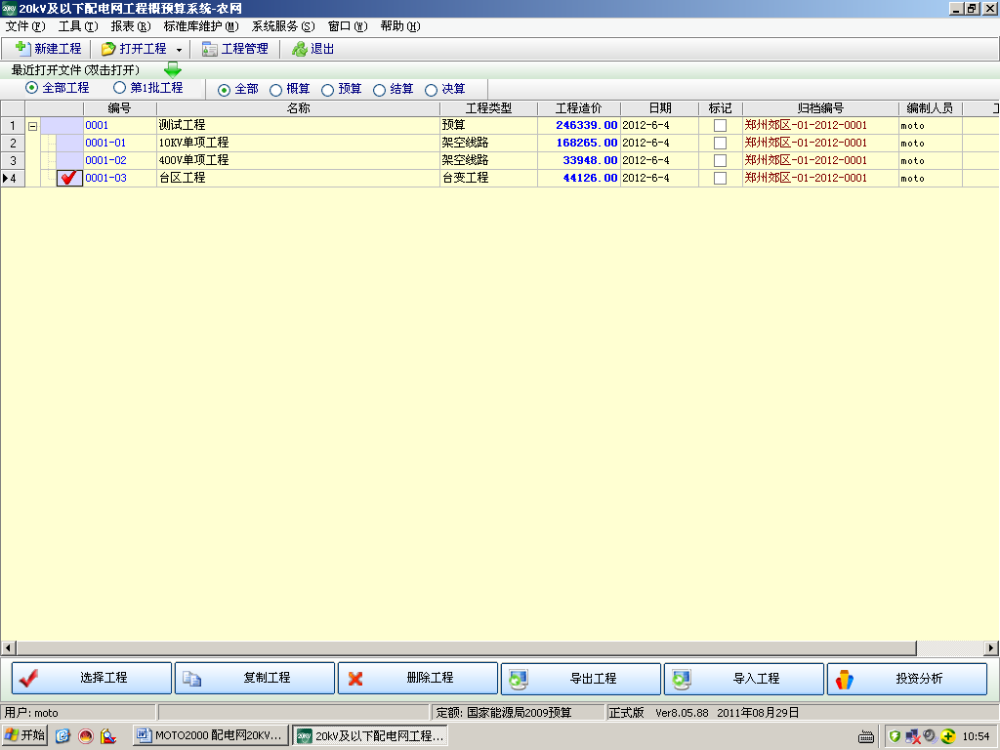 20kV及以下配电网工程概预算系统-农网
文件(F) 工具(T) 报表(R) 标准库维护(M) 系统服务(S) 窗口(W) 帮助(H)
新建工程 打开工程 工程管理 退出
最近打开文件(双击打开)
全部工程 第1批工程 全部 概算 预算 结算 决算
编号 名称 工程类型 工程造价 日期 标记 归档编号 编制人员
1 0001 测试工程 预算 246339.00 2012-6-4 郑州郊区-01-2012-0001 moto
2 0001-01 10KV单项工程 架空线路 168265.00 2012-6-4 郑州郊区-01-2012-0001 moto
3 0001-02 400V单项工程 架空线路 33948.00 2012-6-4 郑州郊区-01-2012-0001 moto
4 0001-03 台区工程 台变工程 44126.00 2012-6-4 郑州郊区-01-2012-0001 moto
选择工程 复制工程 删除工程 导出工程 导入工程 投资分析
用户: moto 定额: 国家能源局2009预算 正式版 Ver8.05.88 2011年08月29日
开始 MOTO2000 配电网20KV... 20kV及以下配电网工程... 10:54